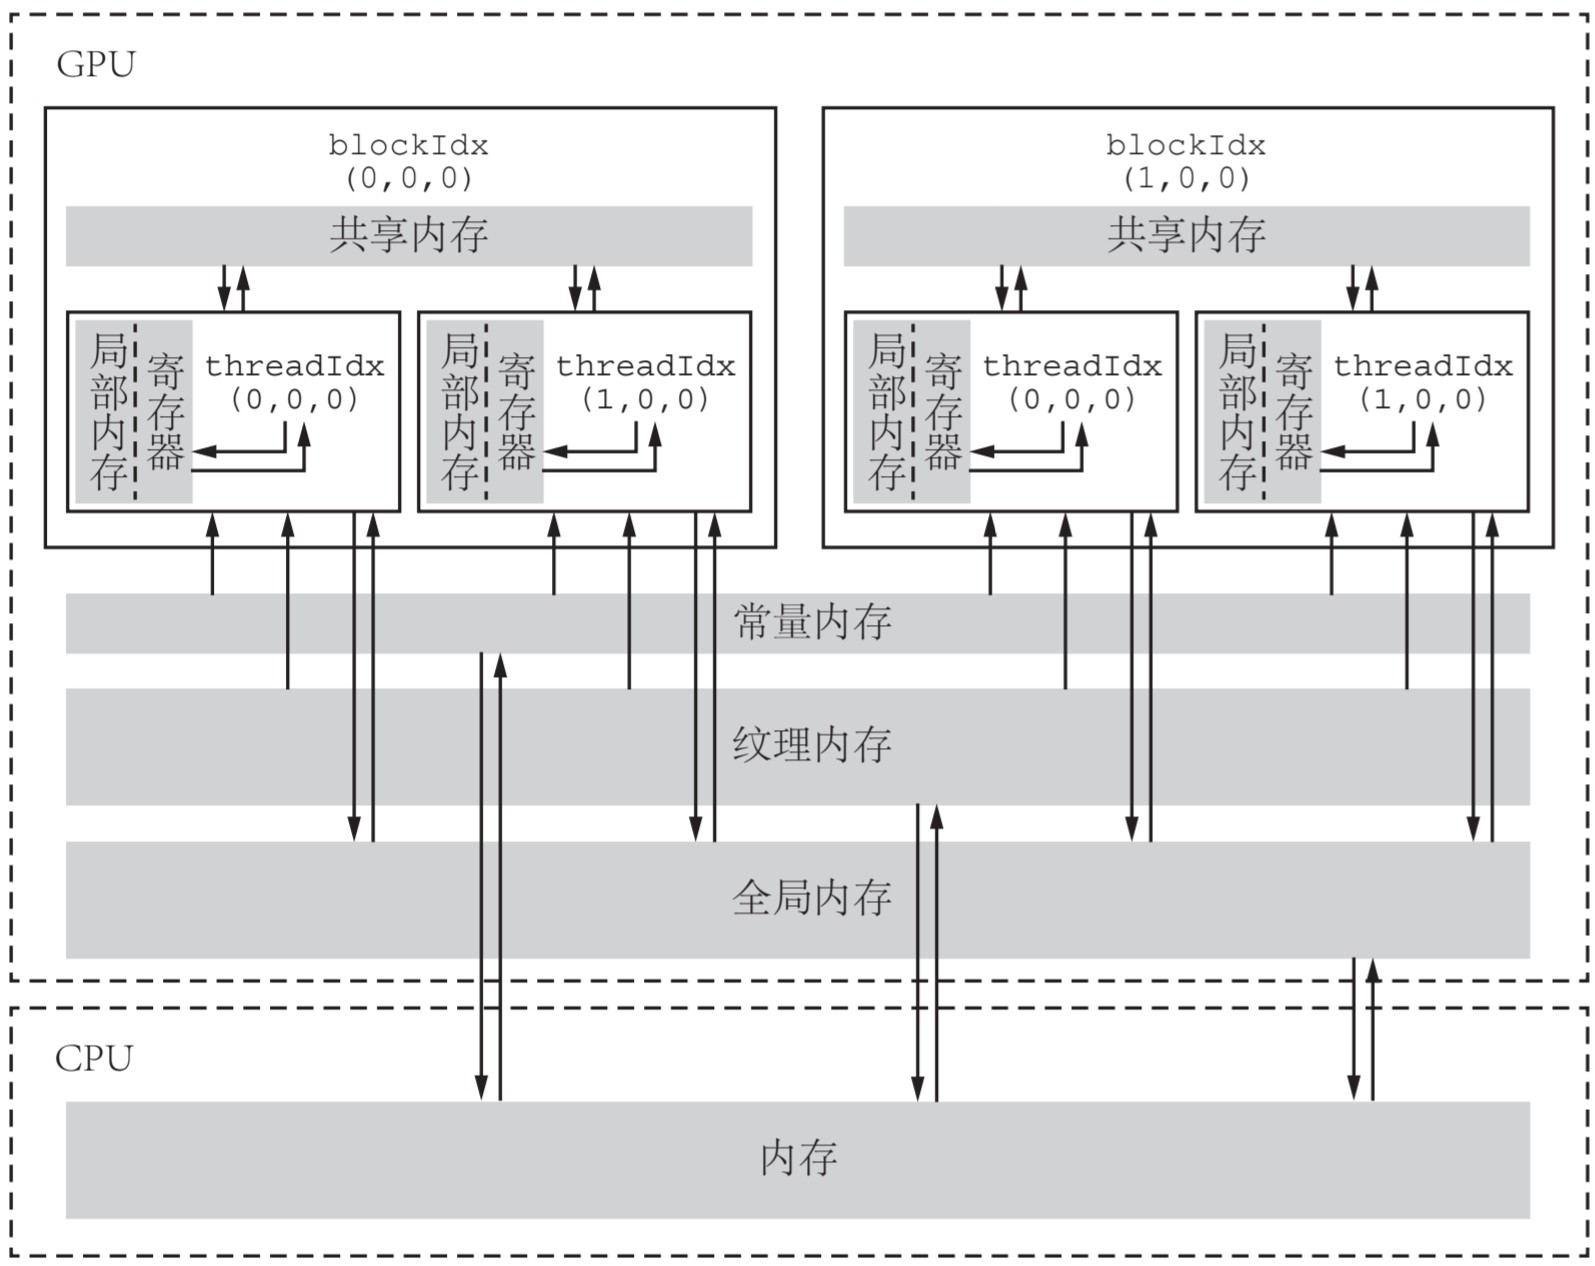 GPU
blockIdx
(0,0,0)
共享内存
局部内存
寄存器
threadIdx
(0,0,0)
局部内存
寄存器
threadIdx
(1,0,0)
blockIdx
(1,0,0)
共享内存
局部内存
寄存器
threadIdx
(0,0,0)
局部内存
寄存器
threadIdx
(1,0,0)
常量内存
纹理内存
全局内存
CPU
内存